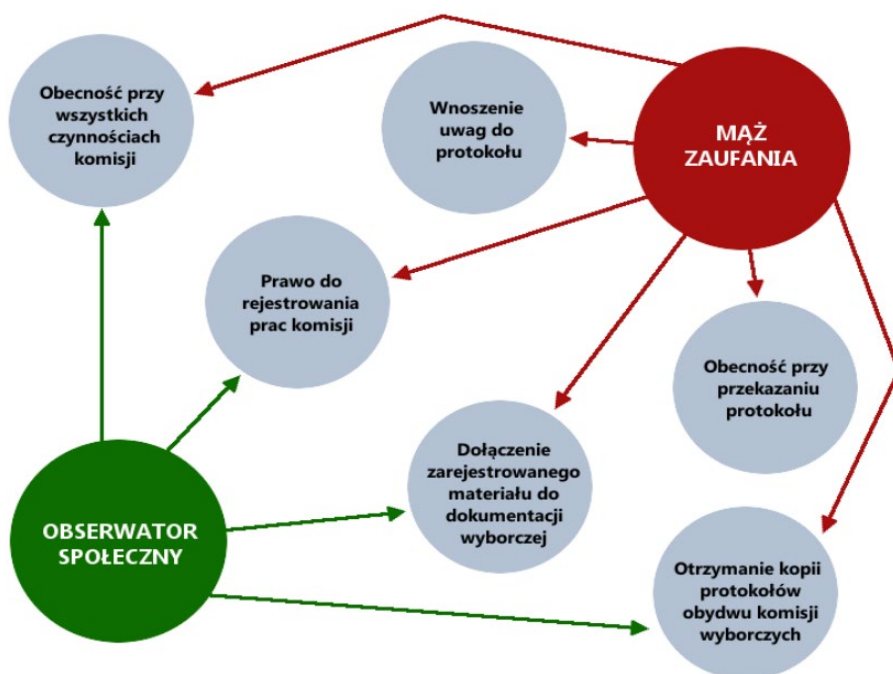 Obecność przy
wszystkich
czynnościach
komisji
Wnoszenie
uwag do
protokołu
MĄŻ
ZAUFANIA
Prawo do
rejestrowania
prac komisji
Obecność przy
przekazaniu
protokołu
Dołączenie
zarejestrowanego
materiału do
dokumentacji
wyborczej
OBSERWATOR
SPOŁECZNY
Otrzymanie kopii
protokołów
obydwu komisji
wyborczych